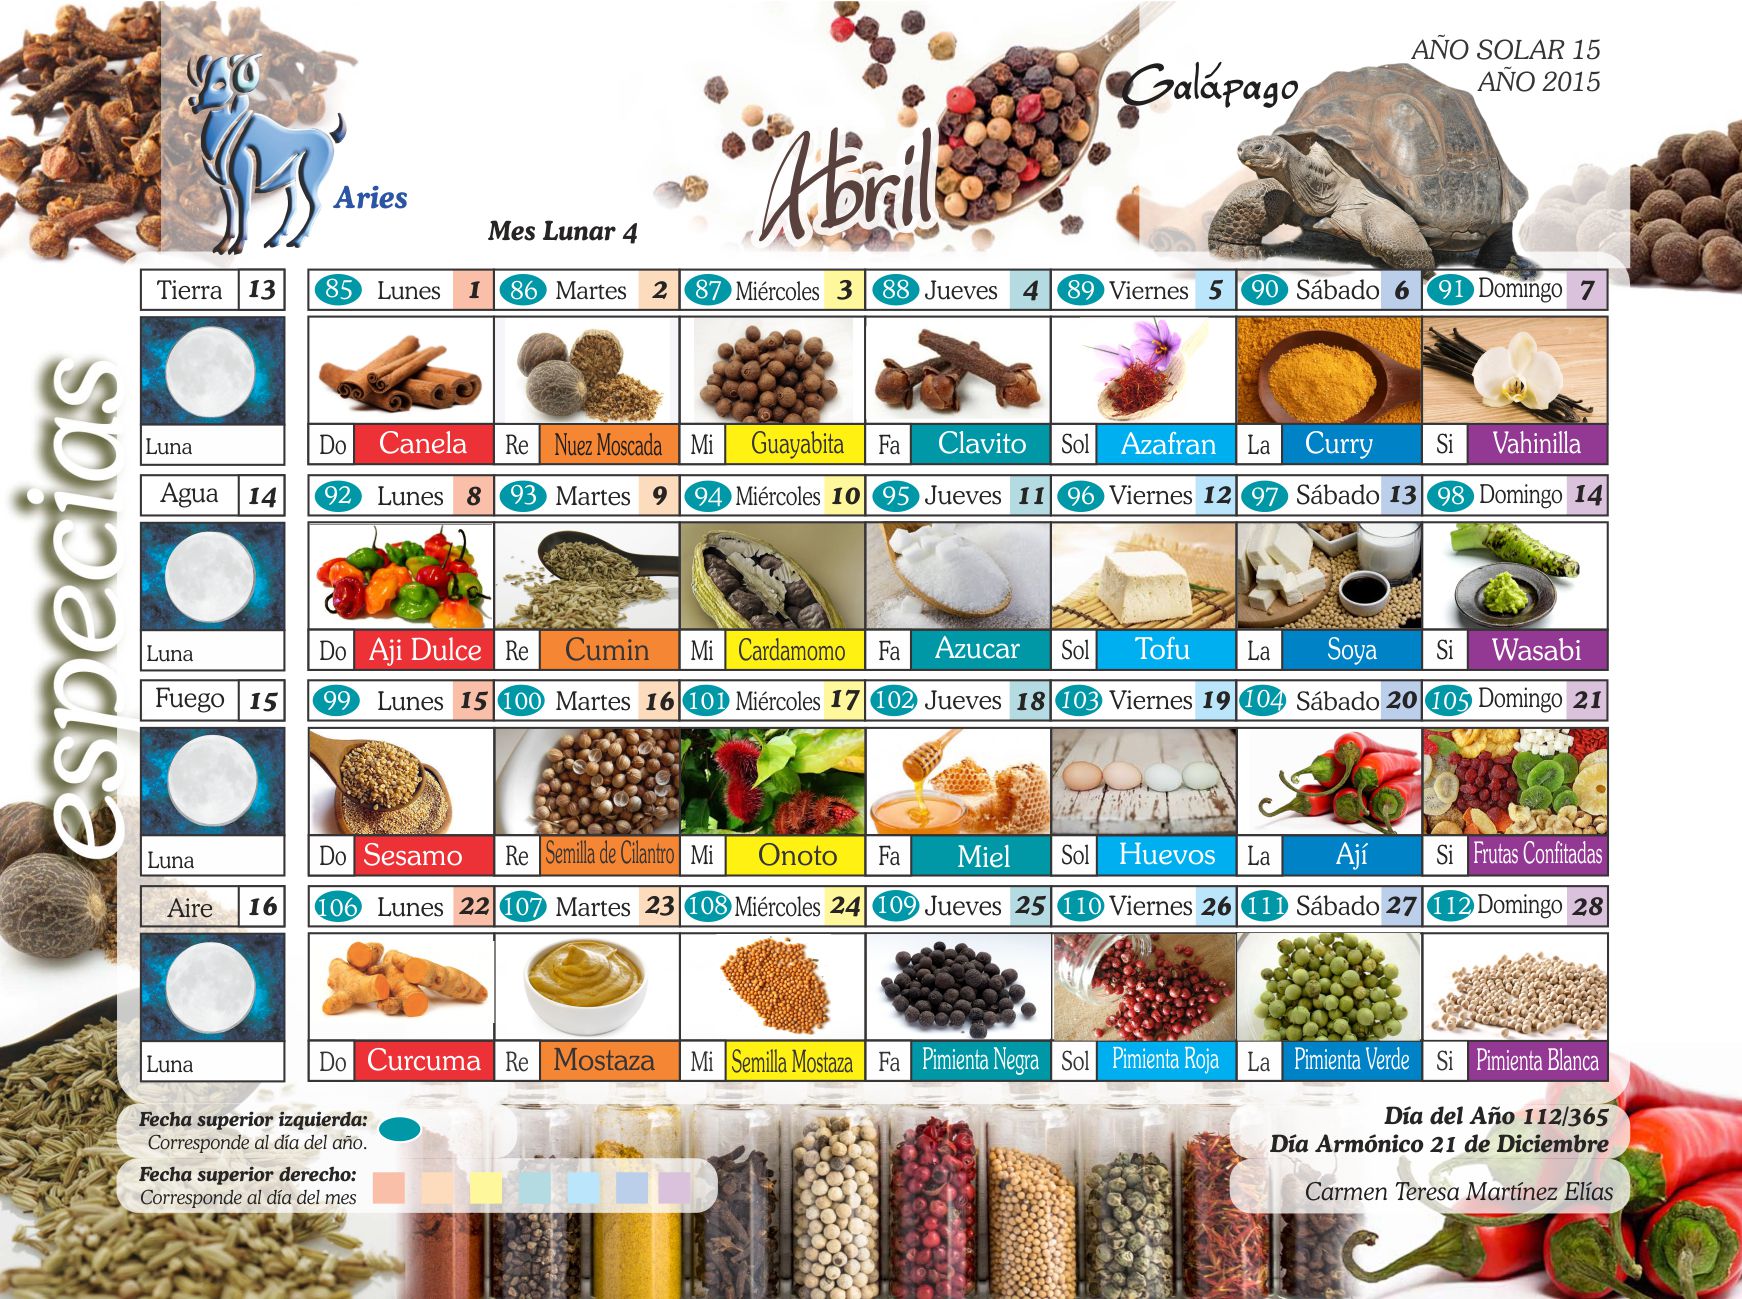 AÑO SOLAR 15
AÑO 2015
Galápago
Abril
Aries
Mes Lunar 4
especias
Tierra 13 85 Lunes 1 86 Martes 2 87 Miércoles 3 88 Jueves 4 89 Viernes 5 90 Sábado 6 91 Domingo 7
Luna Do Canela Re Nuez Moscada Mi Guayabita Fa Clavito Sol Azafran La Curry Si Vahinilla
Agua 14 92 Lunes 8 93 Martes 9 94 Miércoles 10 95 Jueves 11 96 Viernes 12 97 Sábado 13 98 Domingo 14
Luna Do Aji Dulce Re Cumin Mi Cardamomo Fa Azucar Sol Tofu La Soya Si Wasabi
Fuego 15 99 Lunes 15 100 Martes 16 101 Miércoles 17 102 Jueves 18 103 Viernes 19 104 Sábado 20 105 Domingo 21
Luna Do Sesamo Re Semilla de Cilantro Mi Onoto Fa Miel Sol Huevos La Ají Si Frutas Confitadas
Aire 16 106 Lunes 22 107 Martes 23 108 Miércoles 24 109 Jueves 25 110 Viernes 26 111 Sábado 27 112 Domingo 28
Luna Do Curcuma Re Mostaza Mi Semilla Mostaza Fa Pimienta Negra Sol Pimienta Roja La Pimienta Verde Si Pimienta Blanca
Fecha superior izquierda:
Corresponde al día del año.
Fecha superior derecho:
Corresponde al día del mes
Día del Año 112/365
Día Armónico 21 de Diciembre
Carmen Teresa Martínez Elías